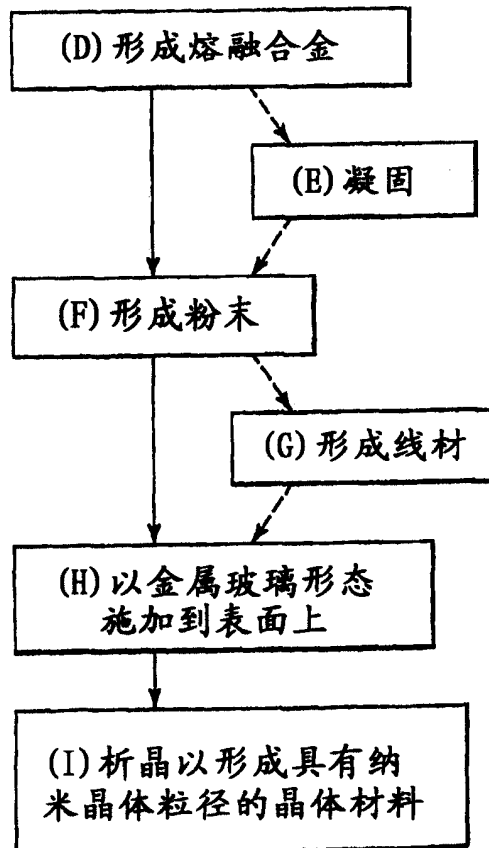 (D)形成熔融合金
(E)凝固
(F)形成粉末
(G)形成线材
(H)以金属玻璃形态
施加到表面上
(I)析晶以形成具有纳
米晶体粒径的晶体材料